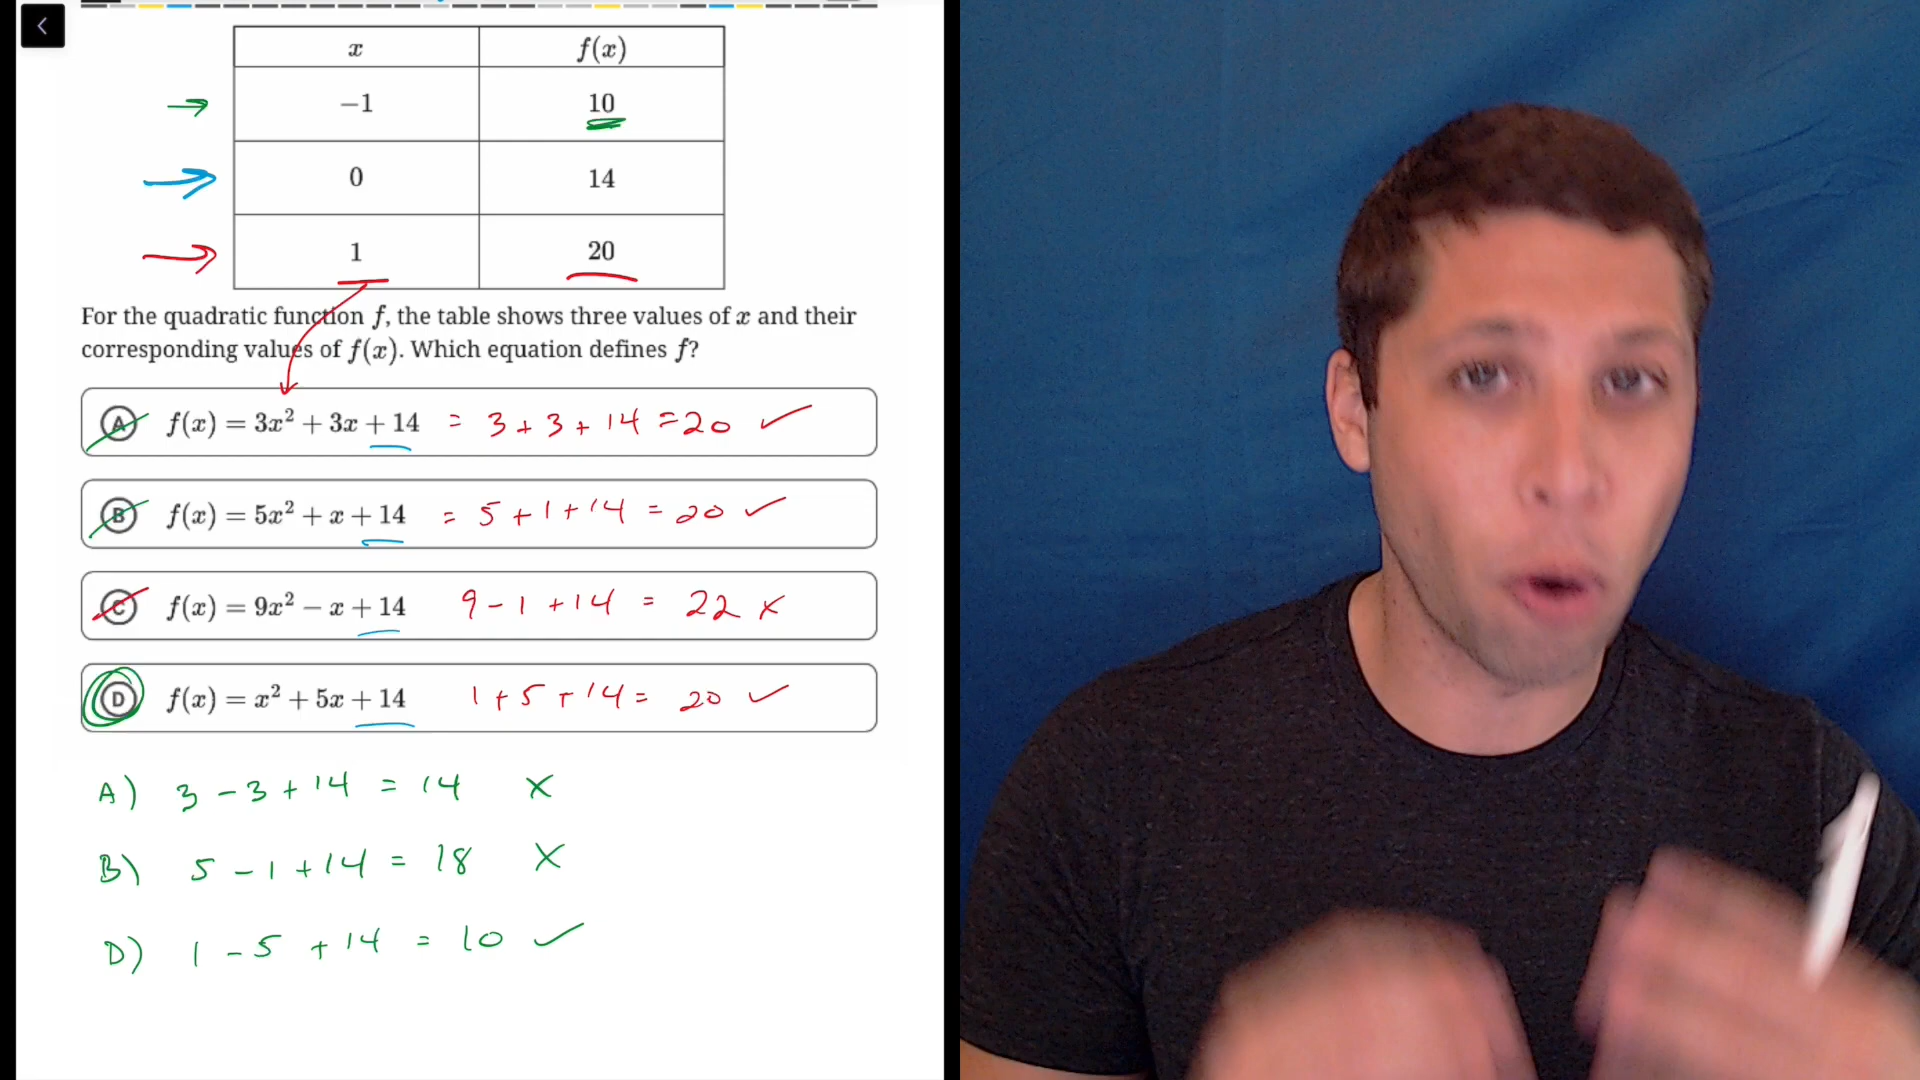 x f(x)
−1 10
0 14
1 20
For the quadratic function f, the table shows three values of x and their
corresponding values of f(x). Which equation defines f?
A f(x) = 3x² + 3x + 14 = 3 + 3 + 14 = 20 ✓
B f(x) = 5x² + x + 14 = 5 + 1 + 14 = 20 ✓
C f(x) = 9x² − x + 14 9 − 1 + 14 = 22 x
D f(x) = x² + 5x + 14 1 + 5 + 14 = 20 ✓
A) 3 − 3 + 14 = 14 X
B) 5 − 1 + 14 = 18 X
D) 1 − 5 + 14 = 10 ✓